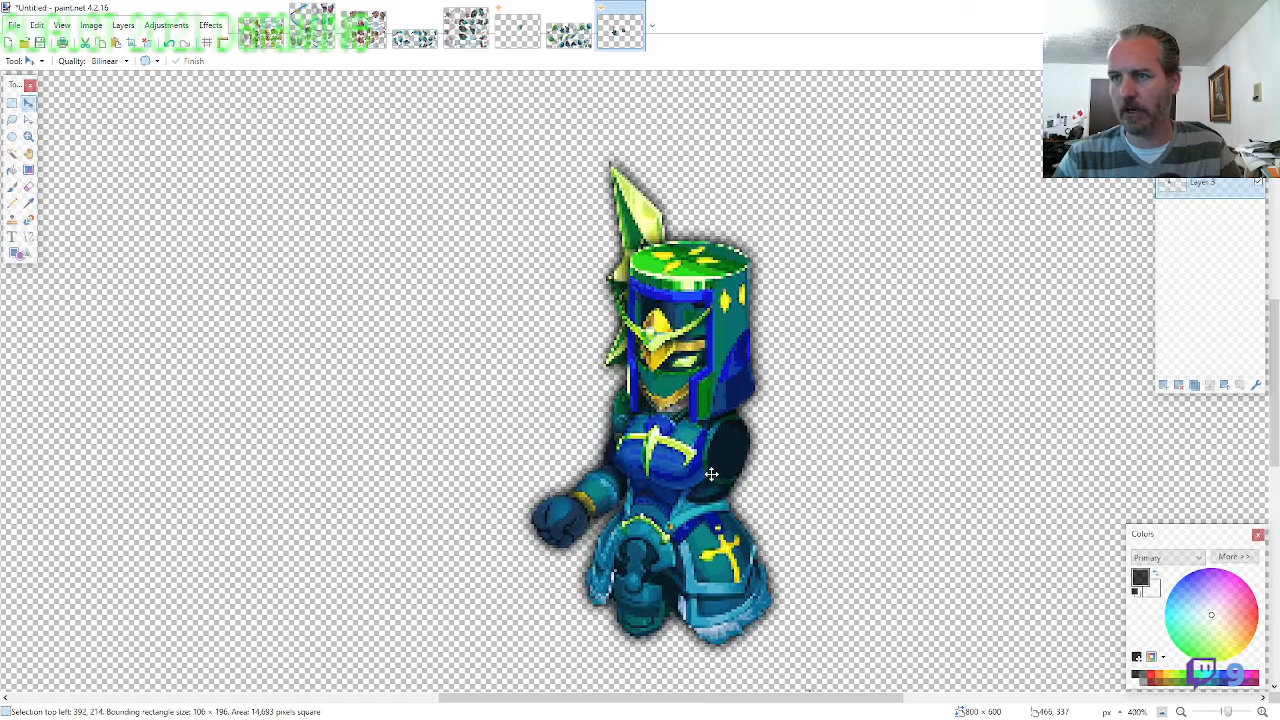 *Untitled - paint.net 4.2.16
File Edit View Image Layers Adjustments Effects
Tool: Quality: Bilinear Finish
To...
Layer 3
Colors
Primary More >>
9
Selection top left: 392, 214. Bounding rectangle size: 106 × 196. Area: 14,693 pixels square 800 × 600 466, 337 px 400%